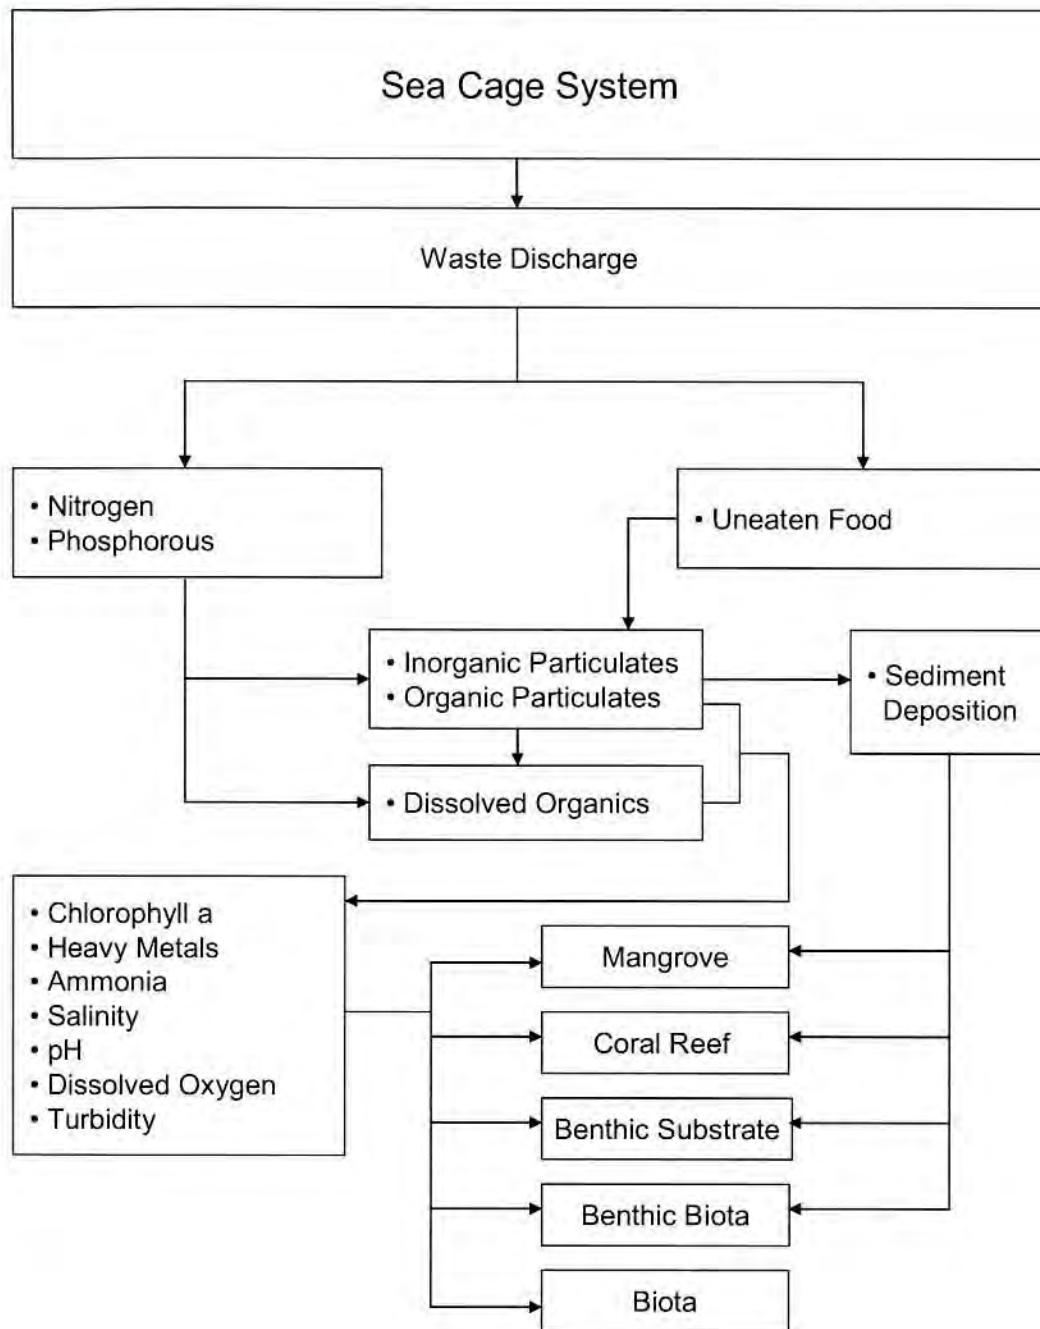 Sea Cage System
Waste Discharge
• Nitrogen
• Phosphorous
• Uneaten Food
• Inorganic Particulates
• Organic Particulates
• Sediment
Deposition
• Dissolved Organics
• Chlorophyll a
• Heavy Metals
• Ammonia
• Salinity
• pH
• Dissolved Oxygen
• Turbidity
Mangrove
Coral Reef
Benthic Substrate
Benthic Biota
Biota